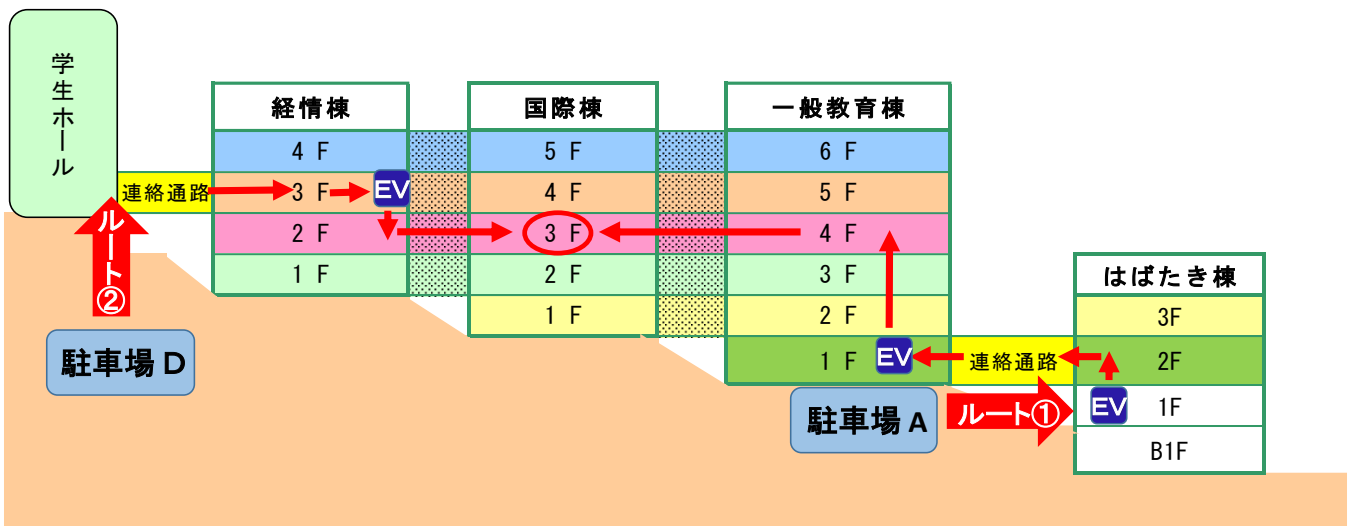 学生ホール
経情棟
4 F
連絡通路
3 F
EV
2 F
1 F
国際棟
5 F
4 F
3 F
2 F
1 F
一般教育棟
6 F
5 F
4 F
3 F
2 F
1 F
EV
連絡通路
はばたき棟
3F
2F
EV
1F
B1F
ルート②
駐車場 D
駐車場 A
ルート①